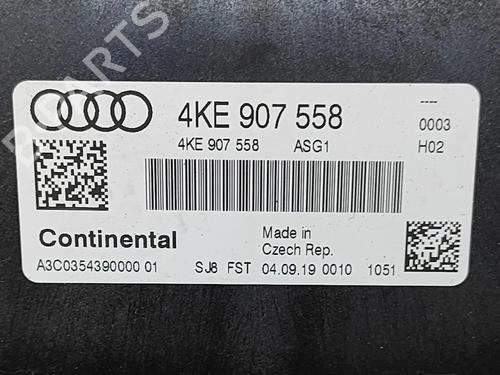 4KE 907 558
----
0003
4KE 907 558 ASG1 H02
Continental
Made in
Czech Rep.
A3C0354390000 01 SJ8 FST 04.09.19 0010 1051